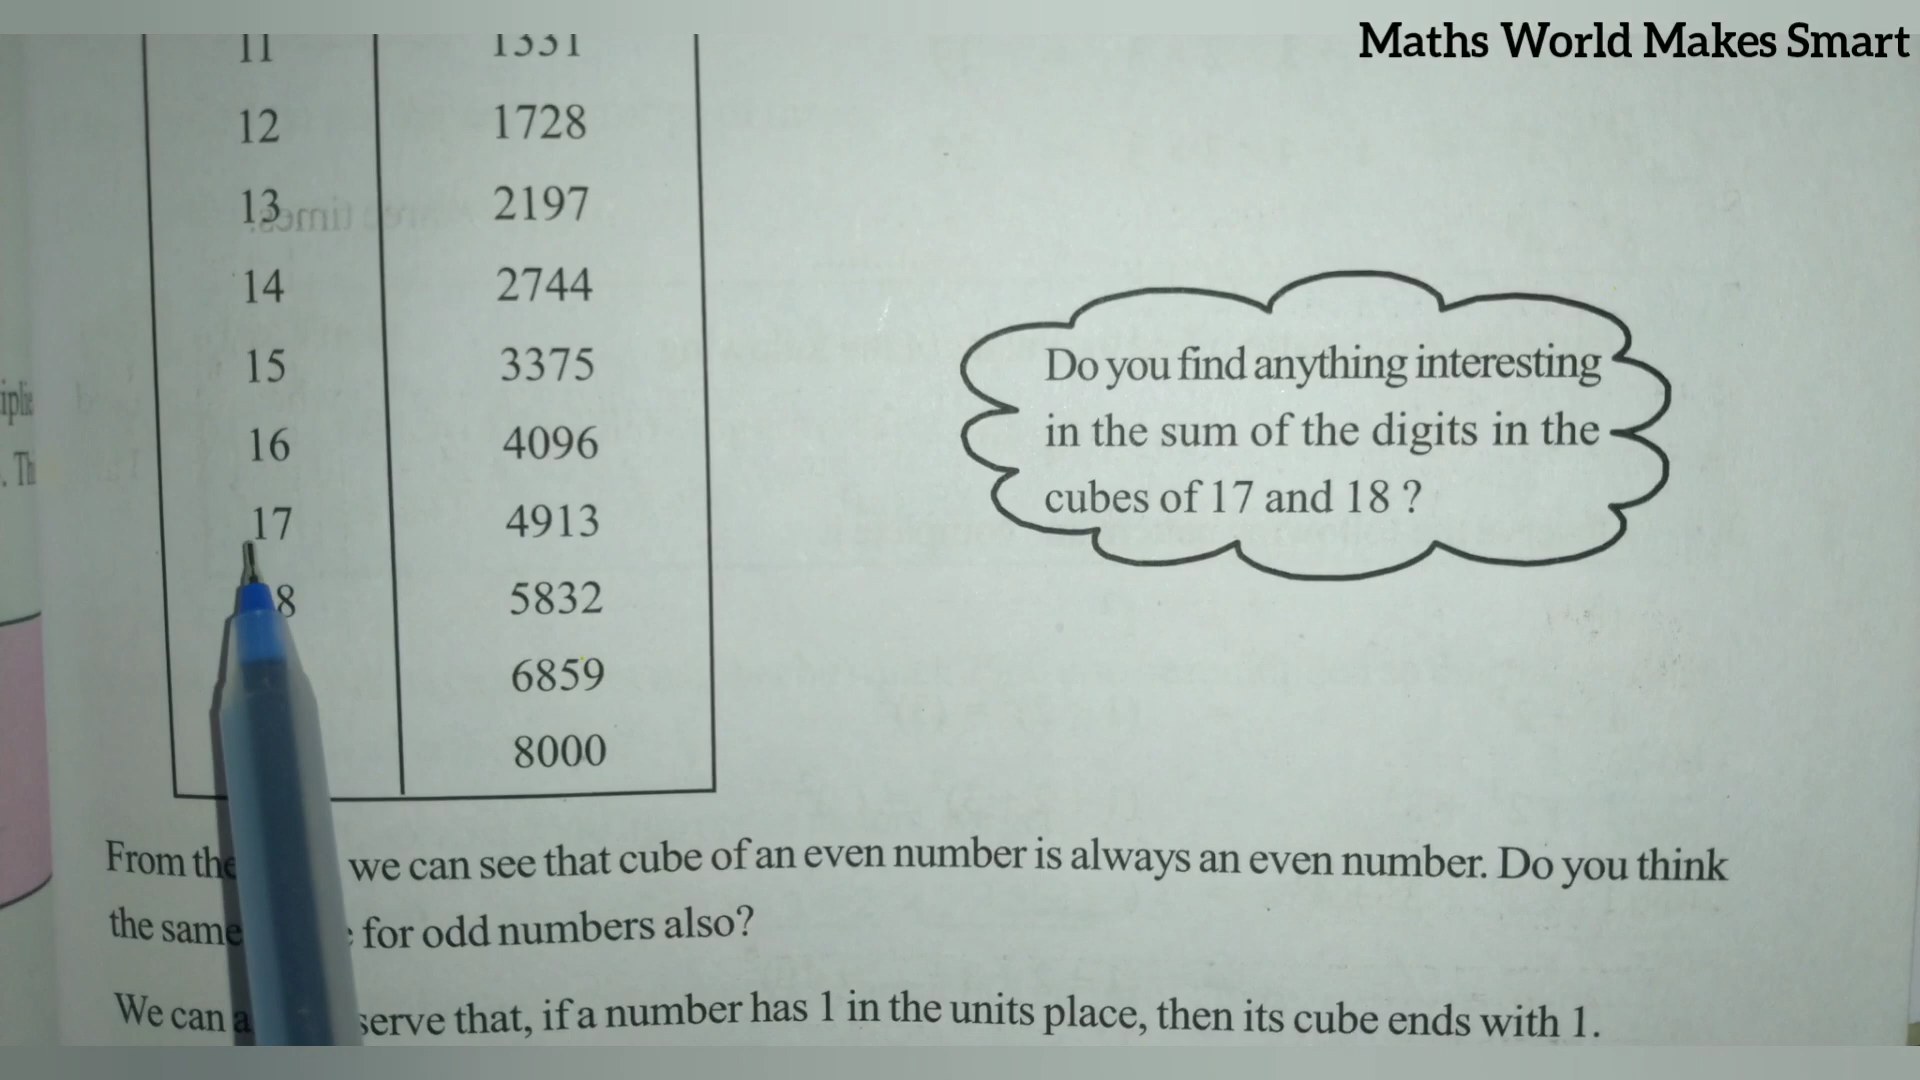 Maths World Makes Smart
11 1331
12 1728
13 2197
14 2744
15 3375
16 4096
17 4913
8 5832
6859
8000
Do you find anything interesting
in the sum of the digits in the
cubes of 17 and 18 ?
From the we can see that cube of an even number is always an even number. Do you think
the same for odd numbers also?
We can serve that, if a number has 1 in the units place, then its cube ends with 1.